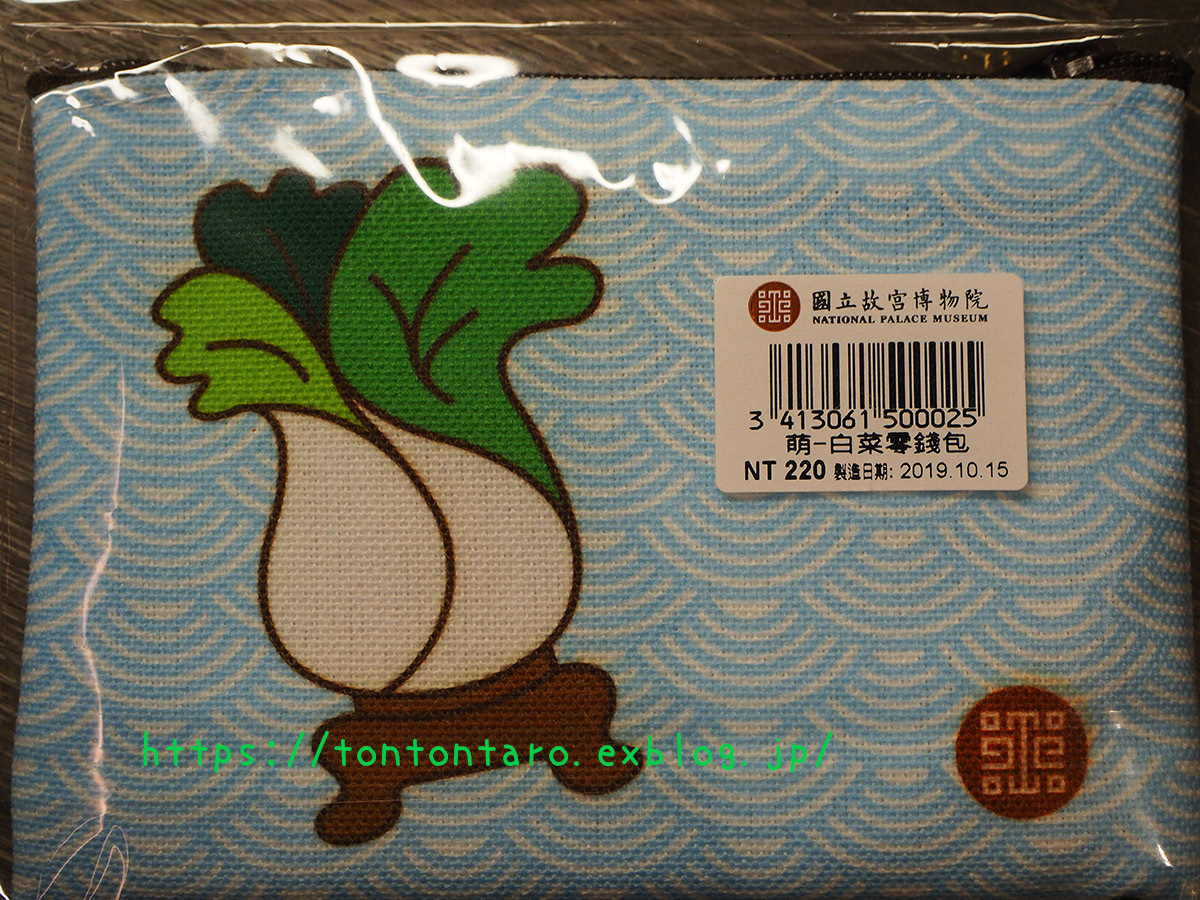 國立故宮博物院
NATIONAL PALACE MUSEUM
3 413061 500025
萌-白菜零錢包
NT 220 製造日期: 2019.10.15
https://tontontaro.exblog.jp/